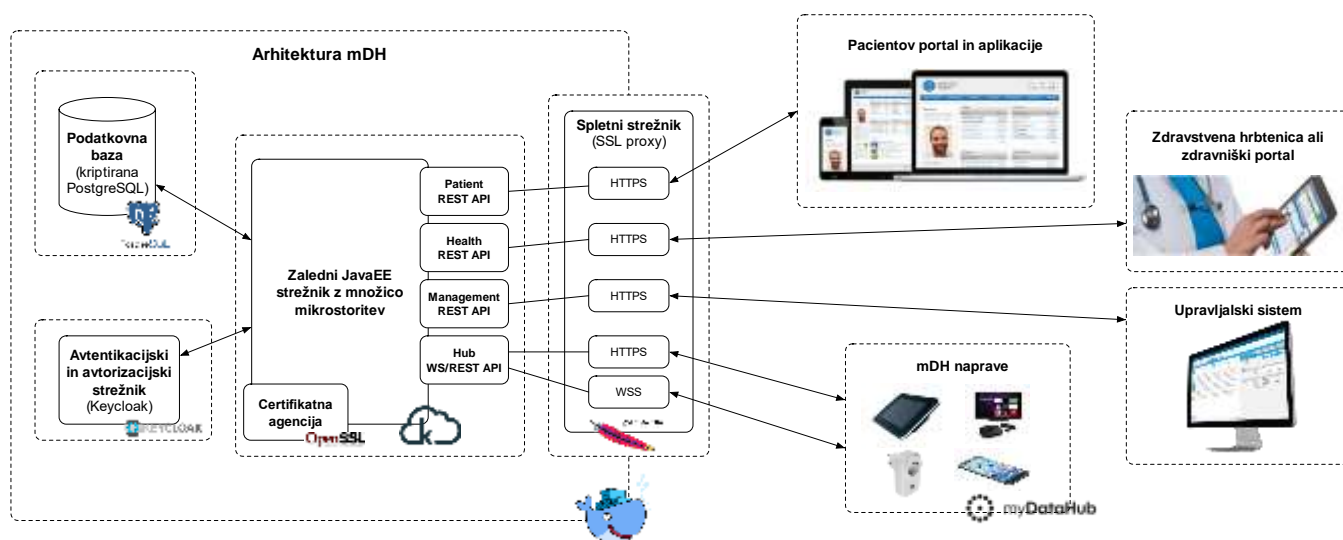 Arhitektura mDH
Podatkovna
baza
(kriptirana
PostgreSQL)
Avtentikacijski
in avtorizacijski
strežnik
(Keycloak)
KEYCLOAK
Zaledni JavaEE
strežnik z množico
mikrostoritev
Certifikatna
agencija
OpenSSL
Patient
REST API
Health
REST API
Management
REST API
Hub
WS/REST API
Spletni strežnik
(SSL proxy)
HTTPS
HTTPS
HTTPS
HTTPS
WSS
Pacientov portal in aplikacije
Zdravstvena hrbtenica ali
zdravniški portal
Upravljalski sistem
mDH naprave
myDataHub